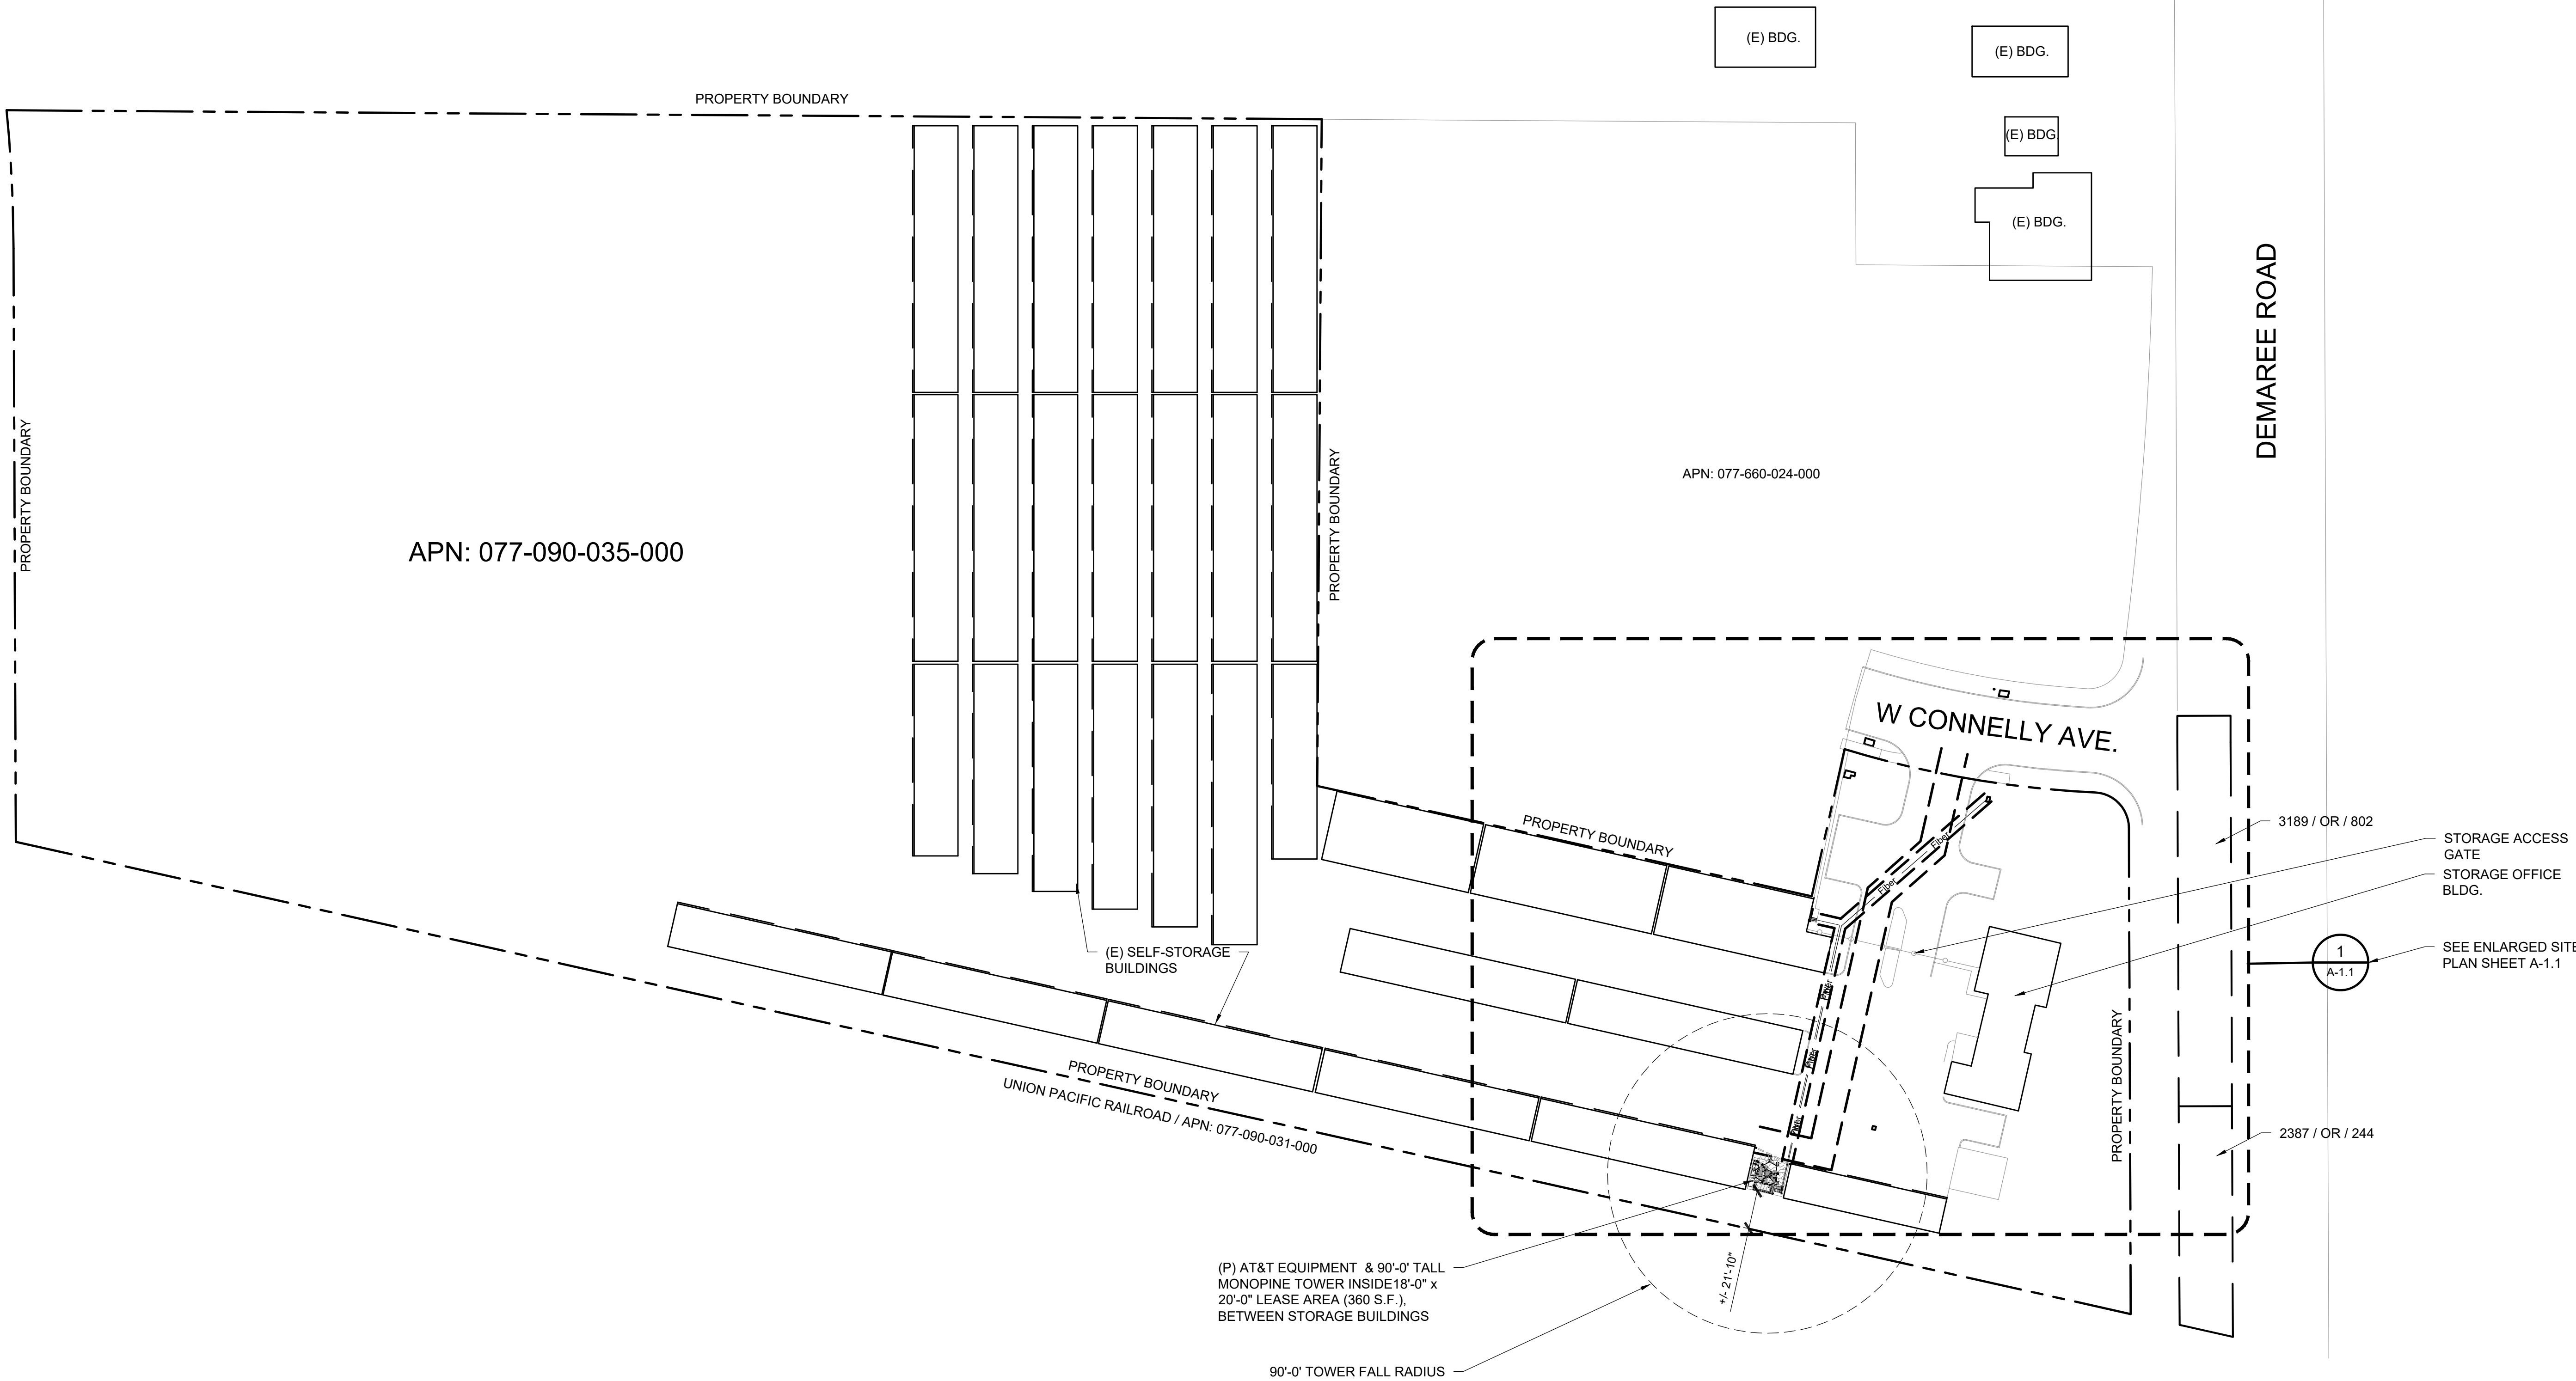 (E) BDG.
(E) BDG.
(E) BDG
(E) BDG.
PROPERTY BOUNDARY
PROPERTY BOUNDARY
APN: 077-090-035-000
PROPERTY BOUNDARY
APN: 077-660-024-000
DEMAREE ROAD
W CONNELLY AVE.
PROPERTY BOUNDARY
Fiber
Fiber
3189 / OR / 802
STORAGE ACCESS
GATE
STORAGE OFFICE
BLDG.
1
A-1.1
SEE ENLARGED SITE
PLAN SHEET A-1.1
(E) SELF-STORAGE
BUILDINGS
PROPERTY BOUNDARY
UNION PACIFIC RAILROAD / APN: 077-090-031-000
PROPERTY BOUNDARY
2387 / OR / 244
(P) AT&T EQUIPMENT & 90'-0' TALL
MONOPINE TOWER INSIDE18'-0" x
20'-0" LEASE AREA (360 S.F.),
BETWEEN STORAGE BUILDINGS
+/- 21'-10"
90'-0' TOWER FALL RADIUS